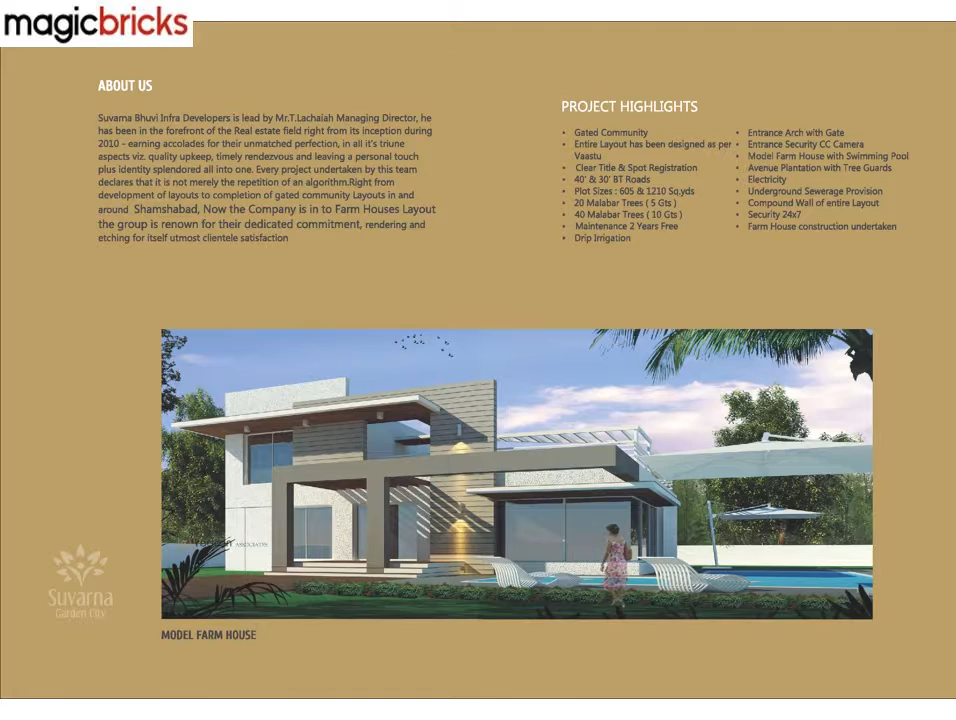 magicbricks
ABOUT US
Suvarna Bhuvi Infra Developers is lead by Mr.T.Lachaiah Managing Director, he
has been in the forefront of the Real estate field right from its inception during
2010 - earning accolades for their unmatched perfection, in all it's triune
aspects viz. quality upkeep, timely rendezvous and leaving a personal touch
plus identity splendored all into one. Every project undertaken by this team
declares that it is not merely the repetition of an algorithm.Right from
development of layouts to completion of gated community Layouts in and
around Shamshabad, Now the Company is in to Farm Houses Layout
the group is renown for their dedicated commitment, rendering and
etching for itself utmost clientele satisfaction
PROJECT HIGHLIGHTS
• Gated Community
• Entire Layout has been designed as per
Vaastu
• Clear Title & Spot Registration
• 40' & 30' BT Roads
• Plot Sizes : 605 & 1210 Sq.yds
• 20 Malabar Trees ( 5 Gts )
• 40 Malabar Trees ( 10 Gts )
• Maintenance 2 Years Free
• Drip Irrigation
• Entrance Arch with Gate
• Entrance Security CC Camera
• Model Farm House with Swimming Pool
• Avenue Plantation with Tree Guards
• Electricity
• Underground Sewerage Provision
• Compound Wall of entire Layout
• Security 24x7
• Farm House construction undertaken
ASSOCIATES
Suvarna
Garden City
MODEL FARM HOUSE